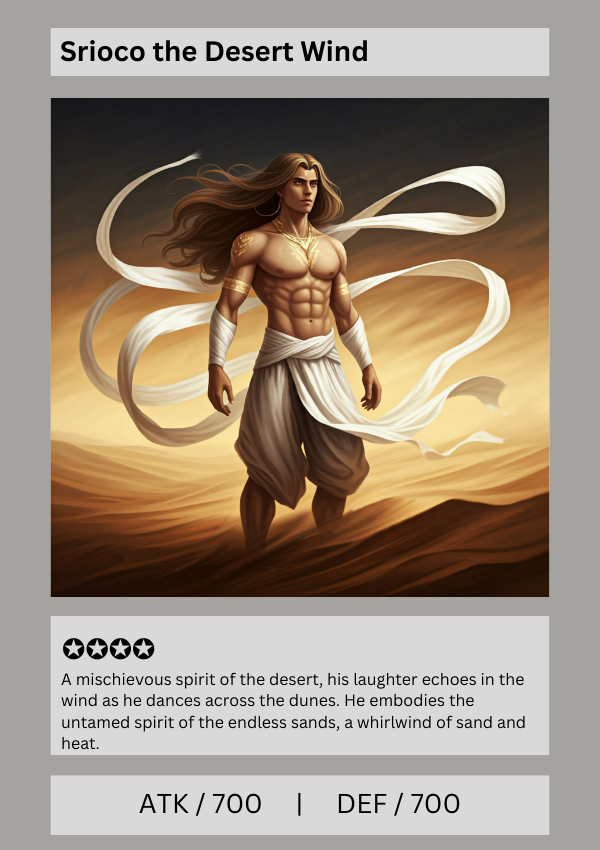 Srioco the Desert Wind
✪✪✪✪
A mischievous spirit of the desert, his laughter echoes in the
wind as he dances across the dunes. He embodies the
untamed spirit of the endless sands, a whirlwind of sand and
heat.
ATK / 700 | DEF / 700